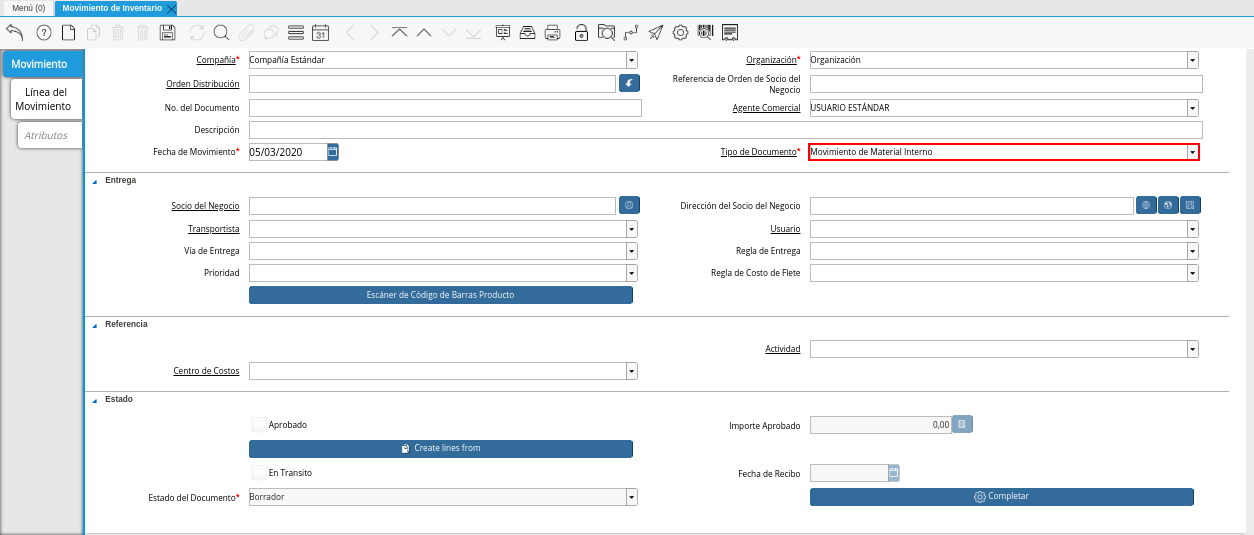 Menú (0)
Movimiento de Inventario
31
Movimiento
Línea del
Movimiento
Atributos
Compañía*
Compañía Estándar
Organización*
Organización
Orden Distribución
Referencia de Orden de Socio del
Negocio
No. del Documento
Agente Comercial
USUARIO ESTÁNDAR
Descripción
Fecha de Movimiento*
05/03/2020
Tipo de Documento*
Movimiento de Material Interno
Entrega
Socio del Negocio
Dirección del Socio del Negocio
Transportista
Usuario
Vía de Entrega
Regla de Entrega
Prioridad
Regla de Costo de Flete
Escáner de Código de Barras Producto
Referencia
Actividad
Centro de Costos
Estado
Aprobado
Importe Aprobado
0,00
Create lines from
En Transito
Fecha de Recibo
Estado del Documento*
Borrador
Completar